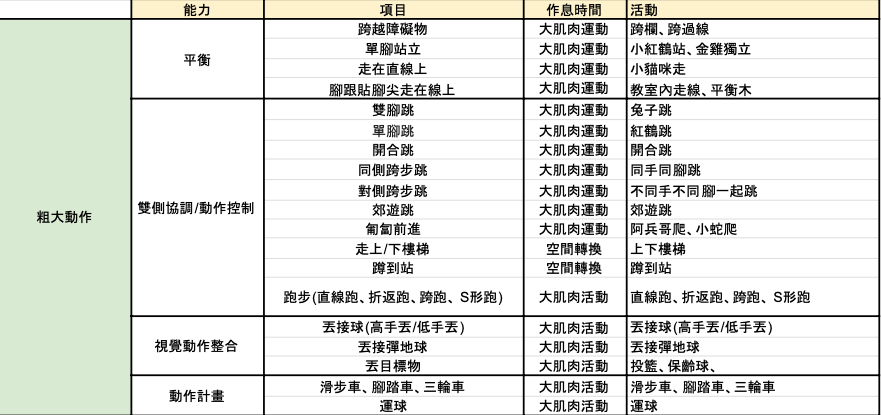 能力 項目 作息時間 活動
跨越障礙物 大肌肉運動 跨欄、跨過線
單腳站立 大肌肉運動 小紅鶴站、金雞獨立
平衡
走在直線上 大肌肉運動 小貓咪走
腳跟貼腳尖走在線上 大肌肉運動 教室內走線、平衡木
雙腳跳 大肌肉運動 兔子跳
單腳跳 大肌肉運動 紅鶴跳
開合跳 大肌肉運動 開合跳
同側跨步跳 大肌肉運動 同手同腳跳
對側跨步跳 大肌肉運動 不同手不同腳一起跳
雙側協調/動作控制
郊遊跳 大肌肉運動 郊遊跳
粗大動作
匍匐前進 大肌肉運動 阿兵哥爬、小蛇爬
走上/下樓梯 空間轉換 上下樓梯
蹲到站 空間轉換 蹲到站
跑步(直線跑、折返跑、跨跑、S形跑) 大肌肉活動 直線跑、折返跑、跨跑、S形跑
丟接球(高手丟/低手丟) 大肌肉活動 丟接球(高手丟/低手丟)
視覺動作整合 丟接彈地球 大肌肉活動 丟接彈地球
丟目標物 大肌肉活動 投籃、保齡球、
滑步車、腳踏車、三輪車 大肌肉活動 滑步車、腳踏車、三輪車
動作計畫
運球 大肌肉活動 運球